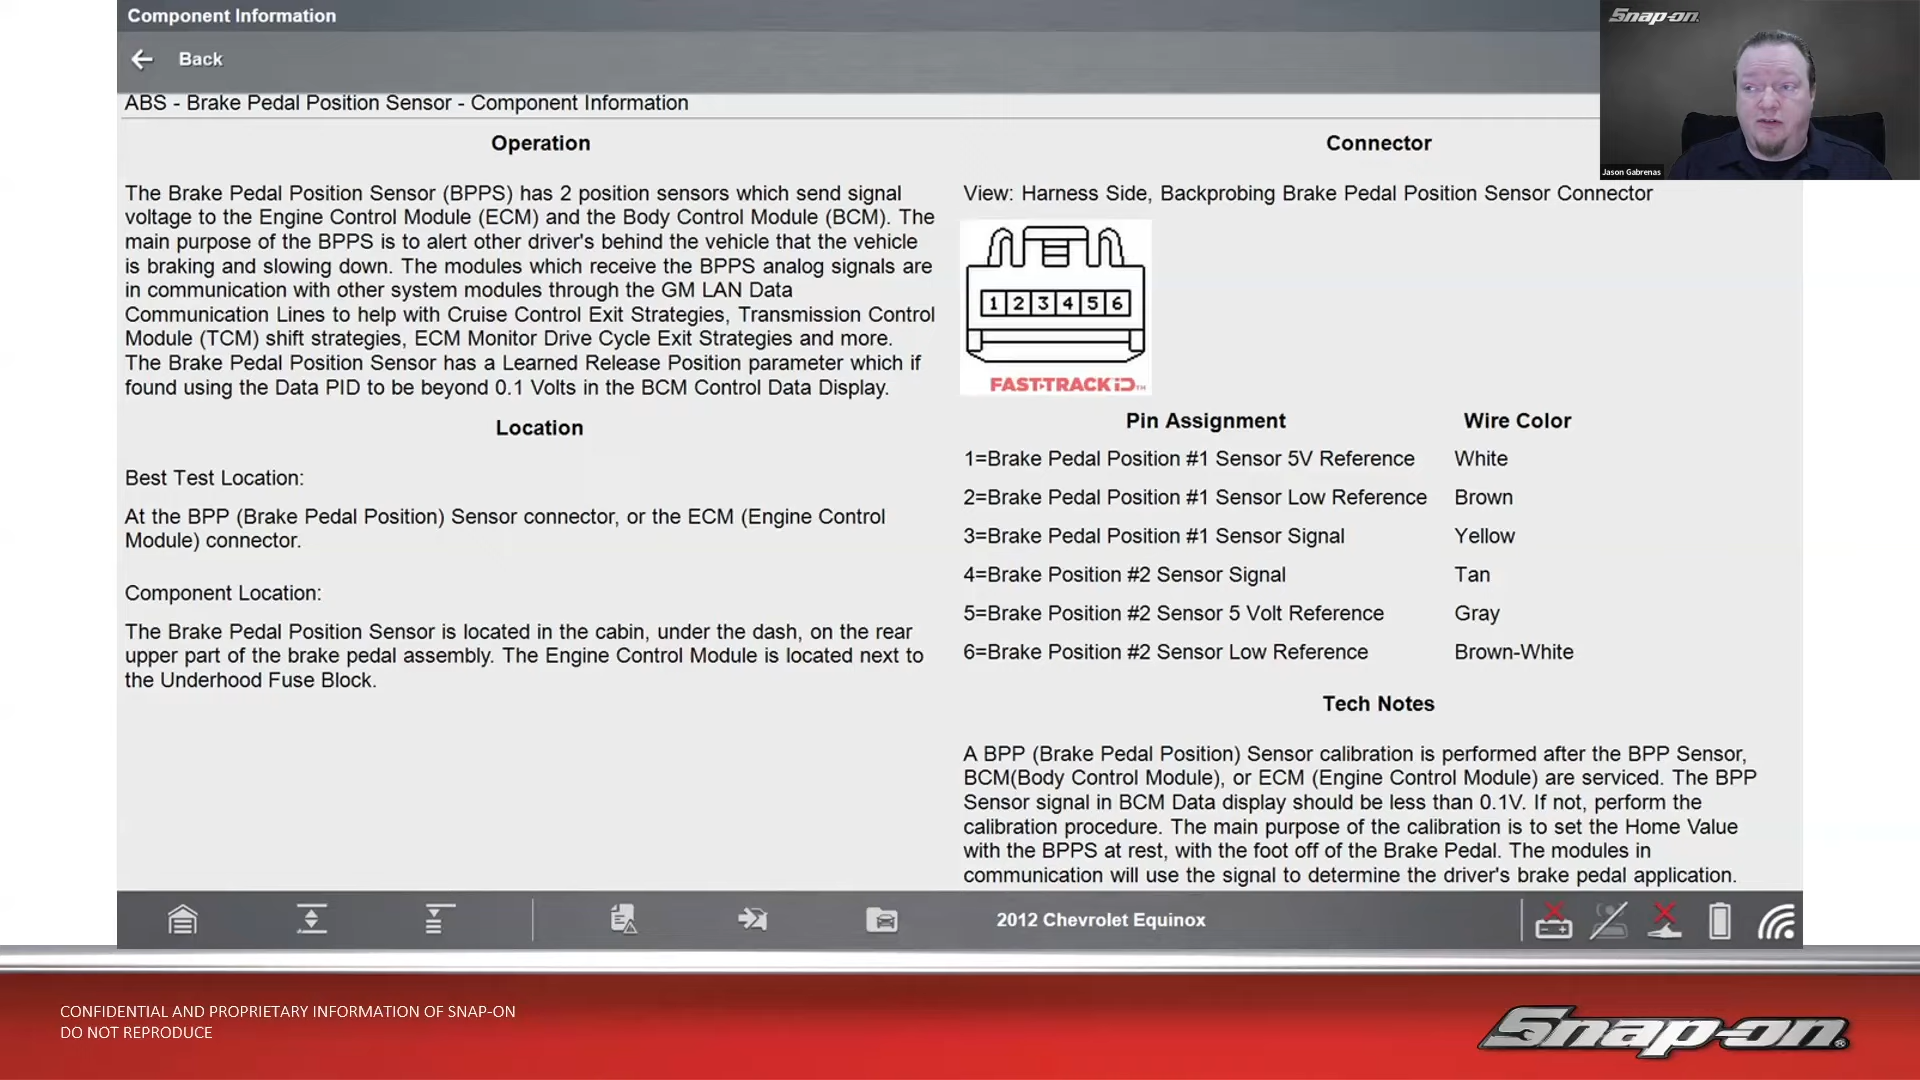 Component Information
Back
ABS - Brake Pedal Position Sensor - Component Information
Operation
The Brake Pedal Position Sensor (BPPS) has 2 position sensors which send signal
voltage to the Engine Control Module (ECM) and the Body Control Module (BCM). The
main purpose of the BPPS is to alert other driver's behind the vehicle that the vehicle
is braking and slowing down. The modules which receive the BPPS analog signals are
in communication with other system modules through the GM LAN Data
Communication Lines to help with Cruise Control Exit Strategies, Transmission Control
Module (TCM) shift strategies, ECM Monitor Drive Cycle Exit Strategies and more.
The Brake Pedal Position Sensor has a Learned Release Position parameter which if
found using the Data PID to be beyond 0.1 Volts in the BCM Control Data Display.
Location
Best Test Location:
At the BPP (Brake Pedal Position) Sensor connector, or the ECM (Engine Control
Module) connector.
Component Location:
The Brake Pedal Position Sensor is located in the cabin, under the dash, on the rear
upper part of the brake pedal assembly. The Engine Control Module is located next to
the Underhood Fuse Block.
Connector
View: Harness Side, Backprobing Brake Pedal Position Sensor Connector
1 2 3 4 5 6
FAST-TRACK iD TM
Pin Assignment Wire Color
1=Brake Pedal Position #1 Sensor 5V Reference White
2=Brake Pedal Position #1 Sensor Low Reference Brown
3=Brake Pedal Position #1 Sensor Signal Yellow
4=Brake Position #2 Sensor Signal Tan
5=Brake Position #2 Sensor 5 Volt Reference Gray
6=Brake Position #2 Sensor Low Reference Brown-White
Tech Notes
A BPP (Brake Pedal Position) Sensor calibration is performed after the BPP Sensor,
BCM(Body Control Module), or ECM (Engine Control Module) are serviced. The BPP
Sensor signal in BCM Data display should be less than 0.1V. If not, perform the
calibration procedure. The main purpose of the calibration is to set the Home Value
with the BPPS at rest, with the foot off of the Brake Pedal. The modules in
communication will use the signal to determine the driver's brake pedal application.
Snap-on
Jason Gabrenas
2012 Chevrolet Equinox
CONFIDENTIAL AND PROPRIETARY INFORMATION OF SNAP-ON
DO NOT REPRODUCE
Snap-on®